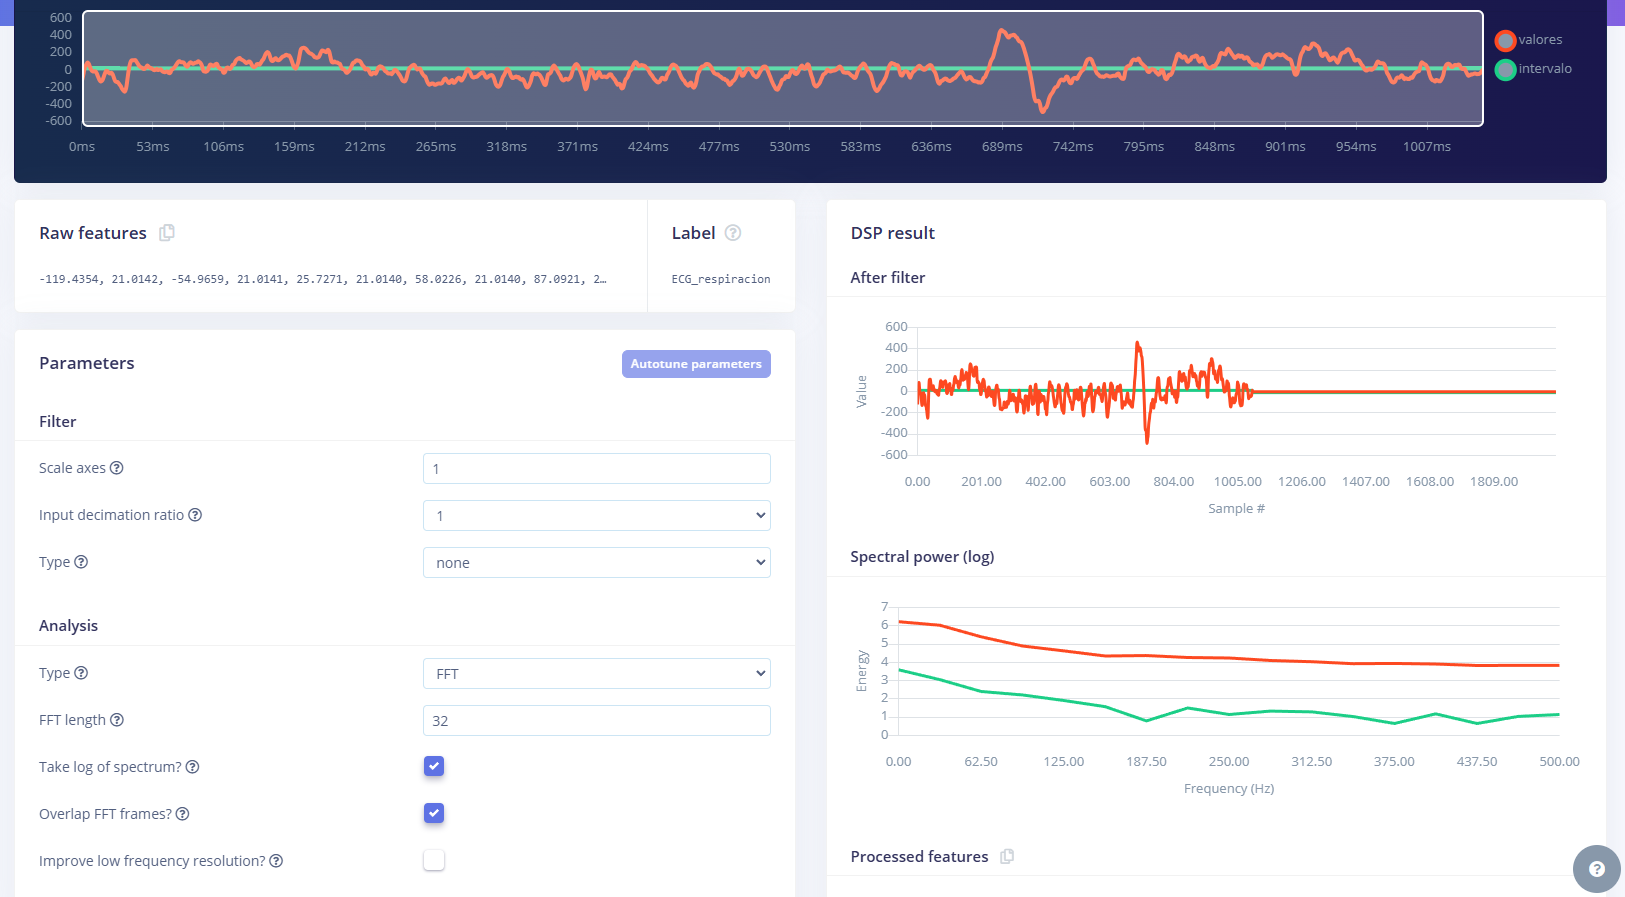 600
400
200
0
-200
-400
-600
0ms 53ms 106ms 159ms 212ms 265ms 318ms 371ms 424ms 477ms 530ms 583ms 636ms 689ms 742ms 795ms 848ms 901ms 954ms 1007ms
valores
intervalo
Raw features
-119.4354, 21.0142, -54.9659, 21.0141, 25.7271, 21.0140, 58.0226, 21.0140, 87.0921, 2…
Label
ECG_respiracion
Parameters
Autotune parameters
Filter
Scale axes
1
Input decimation ratio
1
Type
none
Analysis
Type
FFT
FFT length
32
Take log of spectrum?
Overlap FFT frames?
Improve low frequency resolution?
DSP result
After filter
600
400
200
0
-200
-400
-600
Value
0.00 201.00 402.00 603.00 804.00 1005.00 1206.00 1407.00 1608.00 1809.00
Sample #
Spectral power (log)
7
6
5
4
3
2
1
0
Energy
0.00 62.50 125.00 187.50 250.00 312.50 375.00 437.50 500.00
Frequency (Hz)
Processed features
?